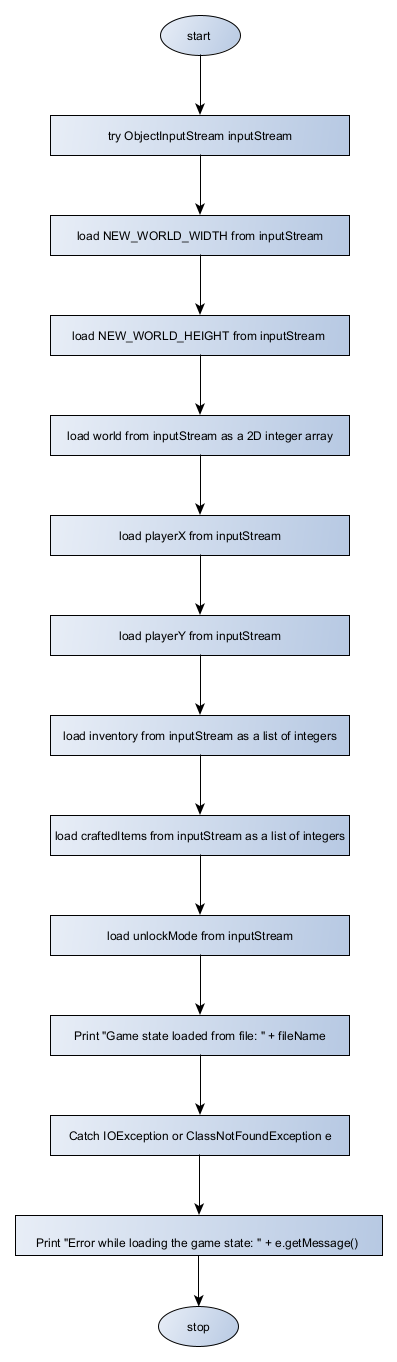 start
try ObjectInputStream inputStream
load NEW_WORLD_WIDTH from inputStream
load NEW_WORLD_HEIGHT from inputStream
load world from inputStream as a 2D integer array
load playerX from inputStream
load playerY from inputStream
load inventory from inputStream as a list of integers
load craftedItems from inputStream as a list of integers
load unlockMode from inputStream
Print "Game state loaded from file: " + fileName
Catch IOException or ClassNotFoundException e
Print "Error while loading the game state: " + e.getMessage()
stop